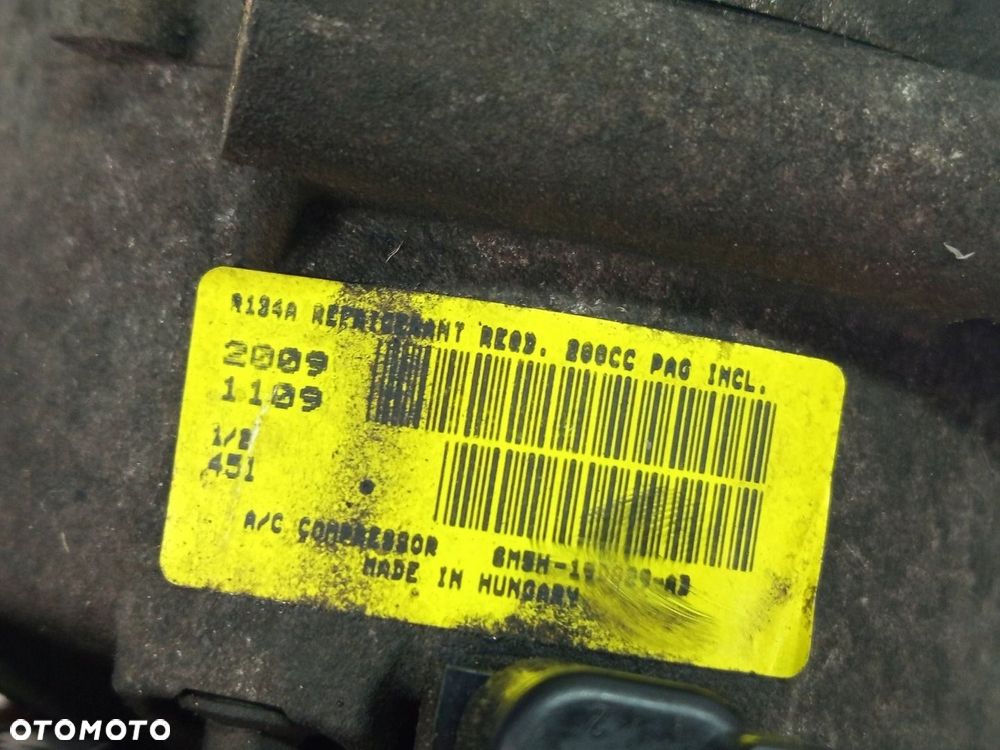 R134A REFRIGERANT REQD. 200CC PAG INCL.
2009
1109
1/2
451
A/C COMPRESSOR
MADE IN HUNGARY
OTOMOTO